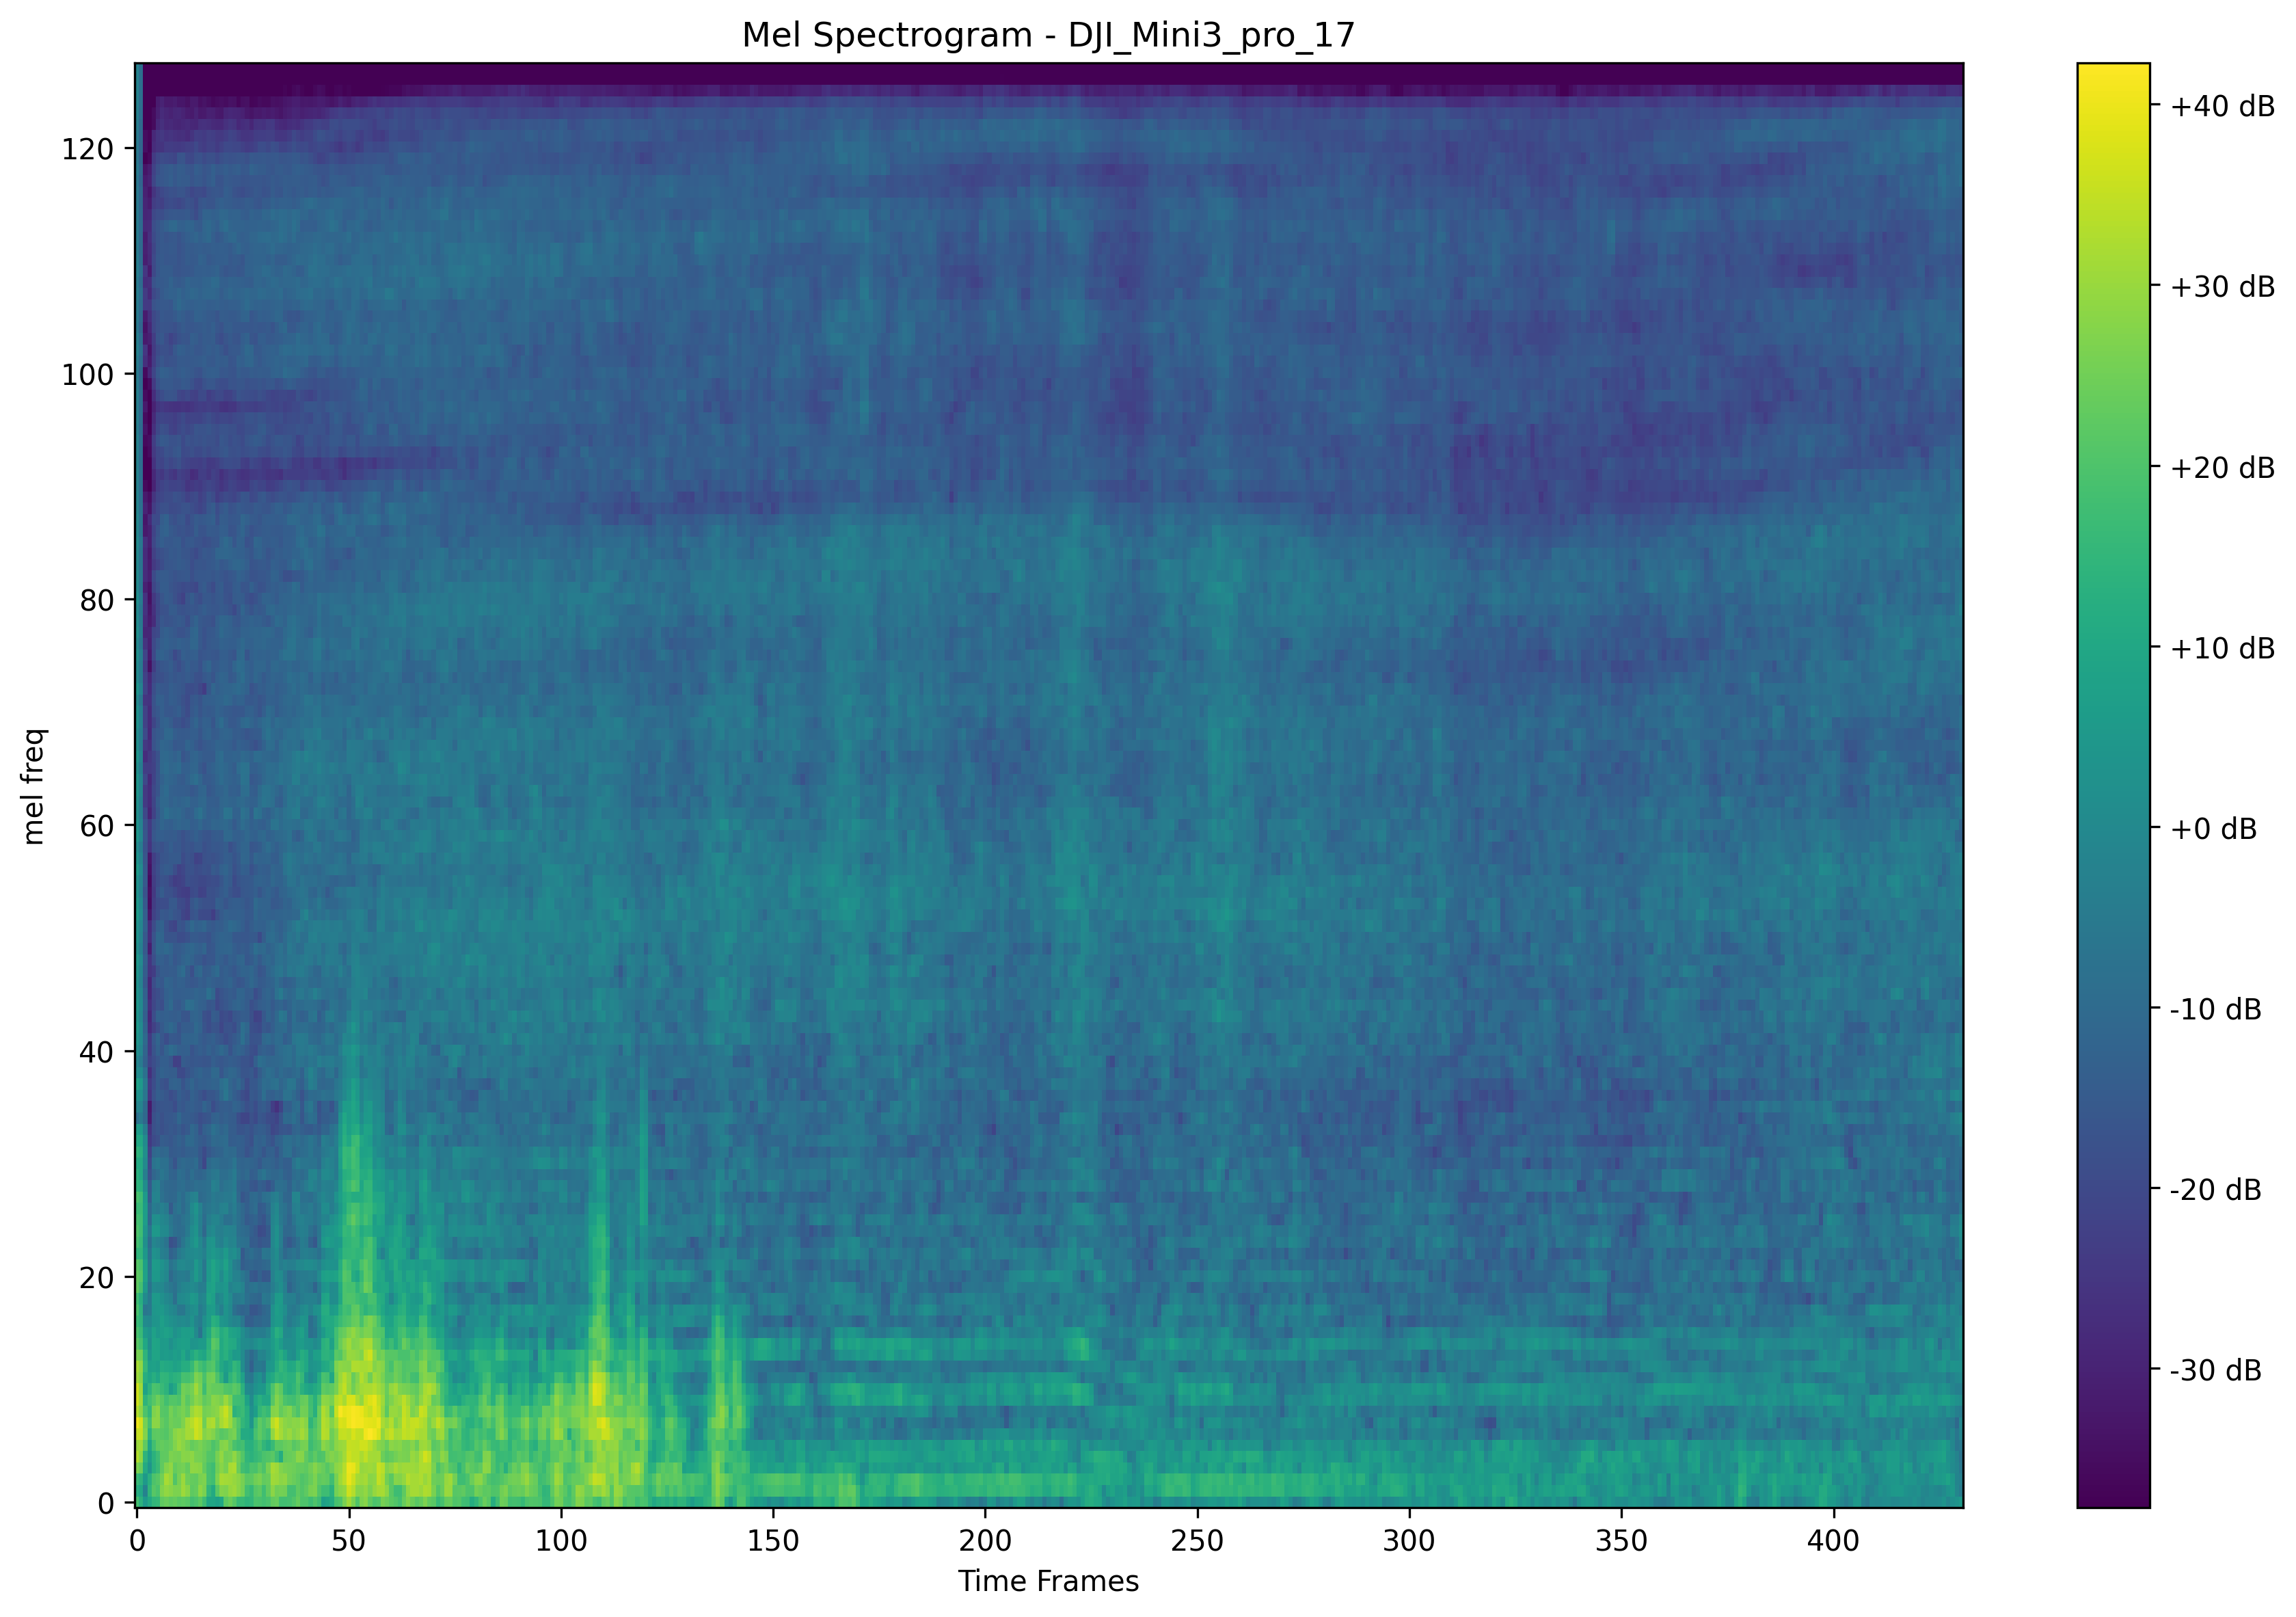 Mel Spectrogram - DJI_Mini3_pro_17
+40 dB
120
+30 dB
100
+20 dB
+10 dB
80
mel freq
60
+0 dB
-10 dB
40
-20 dB
20
-30 dB
0
0 50 100 150 200 250 300 350 400
Time Frames